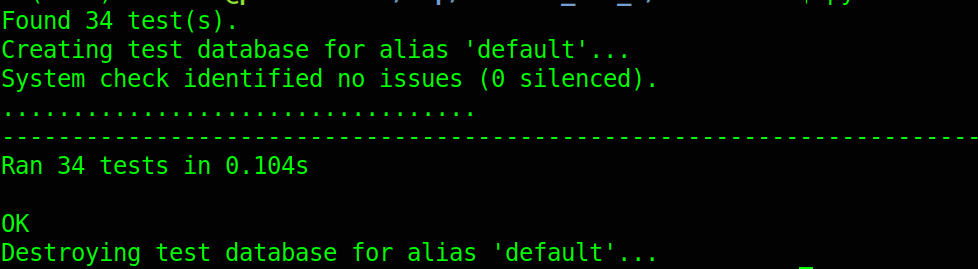 Found 34 test(s).
Creating test database for alias 'default'...
System check identified no issues (0 silenced).
..................................
----------------------------------------------------------------------
Ran 34 tests in 0.104s
OK
Destroying test database for alias 'default'...